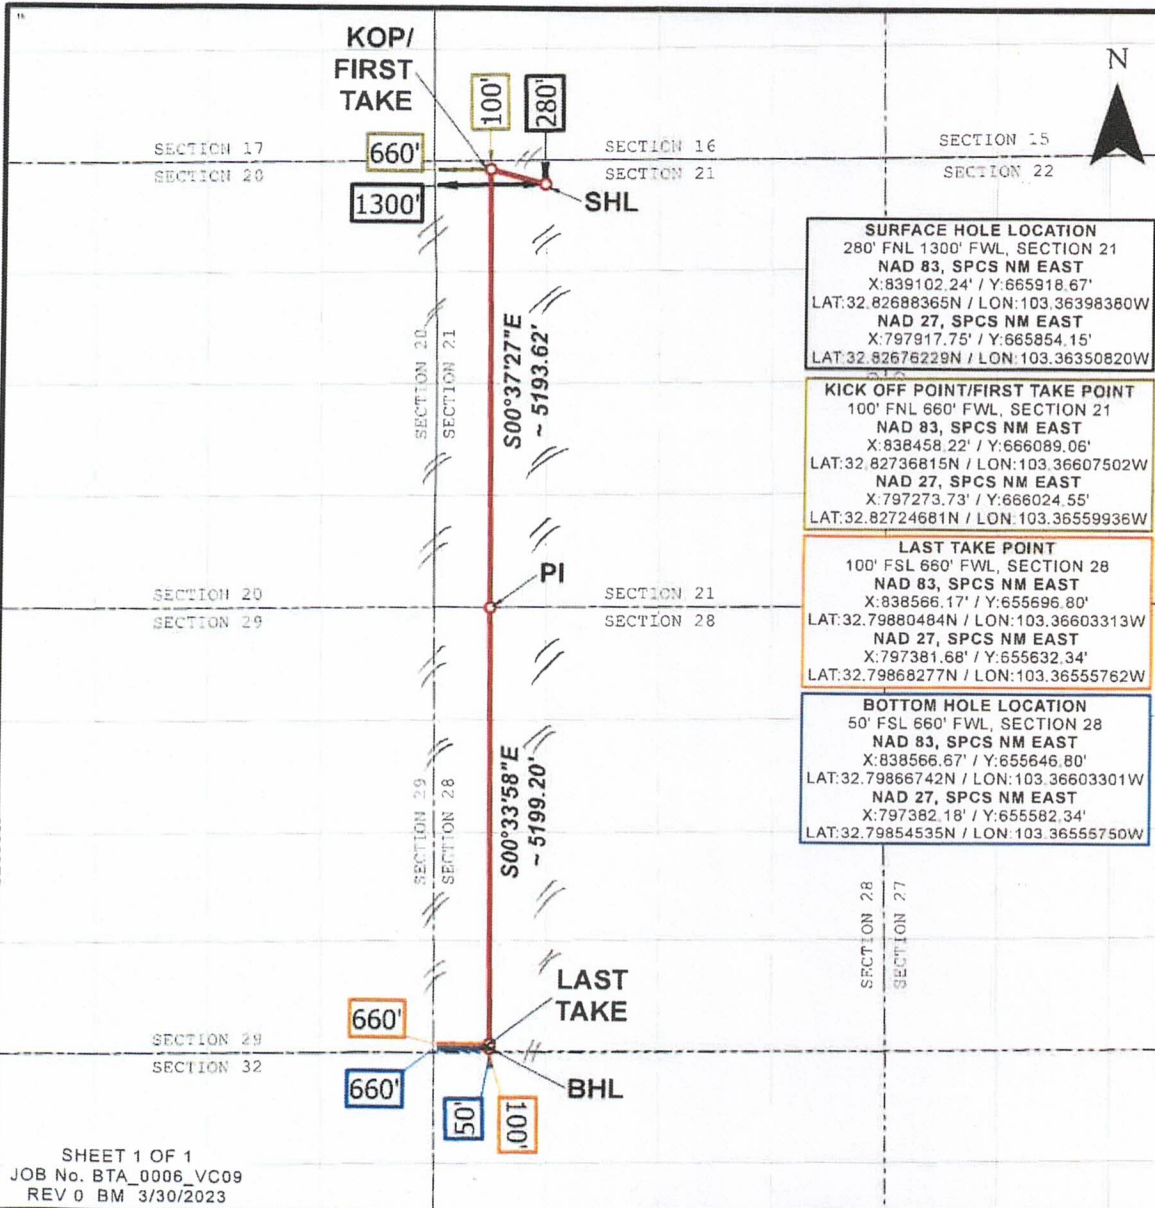 KOP/
FIRST
TAKE
100'
280'
N
660'
1300'
SECTION 17
SECTION 20
SECTION 16
SECTION 21
SECTION 15
SECTION 22
SHL
SURFACE HOLE LOCATION
280' FNL 1300' FWL, SECTION 21
NAD 83, SPCS NM EAST
X:839102.24' / Y:665918.67'
LAT:32.82688365N / LON:103.36398380W
NAD 27, SPCS NM EAST
X:797917.75' / Y:665854.15'
LAT:32.82676229N / LON:103.36350820W
SECTION 20
SECTION 21
S00°37'27"E
~ 5193.62'
KICK OFF POINT/FIRST TAKE POINT
100' FNL 660' FWL, SECTION 21
NAD 83, SPCS NM EAST
X:838458.22' / Y:666089.06'
LAT:32.82736815N / LON:103.36607502W
NAD 27, SPCS NM EAST
X:797273.73' / Y:666024.55'
LAT:32.82724681N / LON:103.36559936W
LAST TAKE POINT
100' FSL 660' FWL, SECTION 28
NAD 83, SPCS NM EAST
X:838566.17' / Y:655696.80'
LAT:32.79880484N / LON:103.36603313W
NAD 27, SPCS NM EAST
X:797381.68' / Y:655632.34'
LAT:32.79868277N / LON:103.36555762W
PI
SECTION 20
SECTION 29
SECTION 21
SECTION 28
BOTTOM HOLE LOCATION
50' FSL 660' FWL, SECTION 28
NAD 83, SPCS NM EAST
X:838566.67' / Y:655646.80'
LAT:32.79866742N / LON:103.36603301W
NAD 27, SPCS NM EAST
X:797382.18' / Y:655582.34'
LAT:32.79854535N / LON:103.36555750W
SECTION 29
SECTION 28
S00°33'58"E
~ 5199.20'
SECTION 28
SECTION 27
LAST
TAKE
660'
SECTION 29
SECTION 32
660'
50'
100'
BHL
SHEET 1 OF 1
JOB No. BTA_0006_VC09
REV 0 BM 3/30/2023